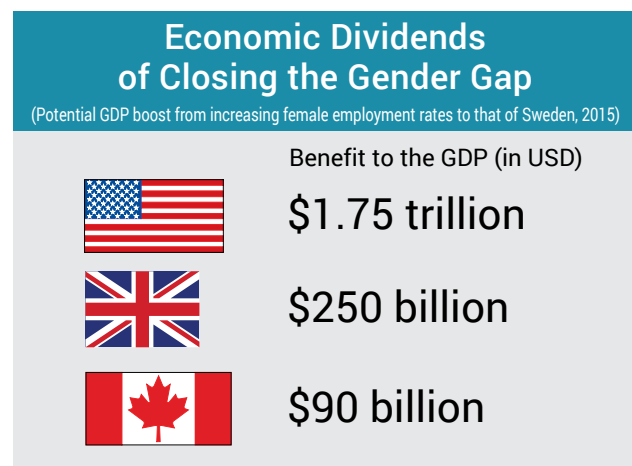 Economic Dividends
of Closing the Gender Gap
(Potential GDP boost from increasing female employment rates to that of Sweden, 2015)
Benefit to the GDP (in USD)
$1.75 trillion
$250 billion
$90 billion